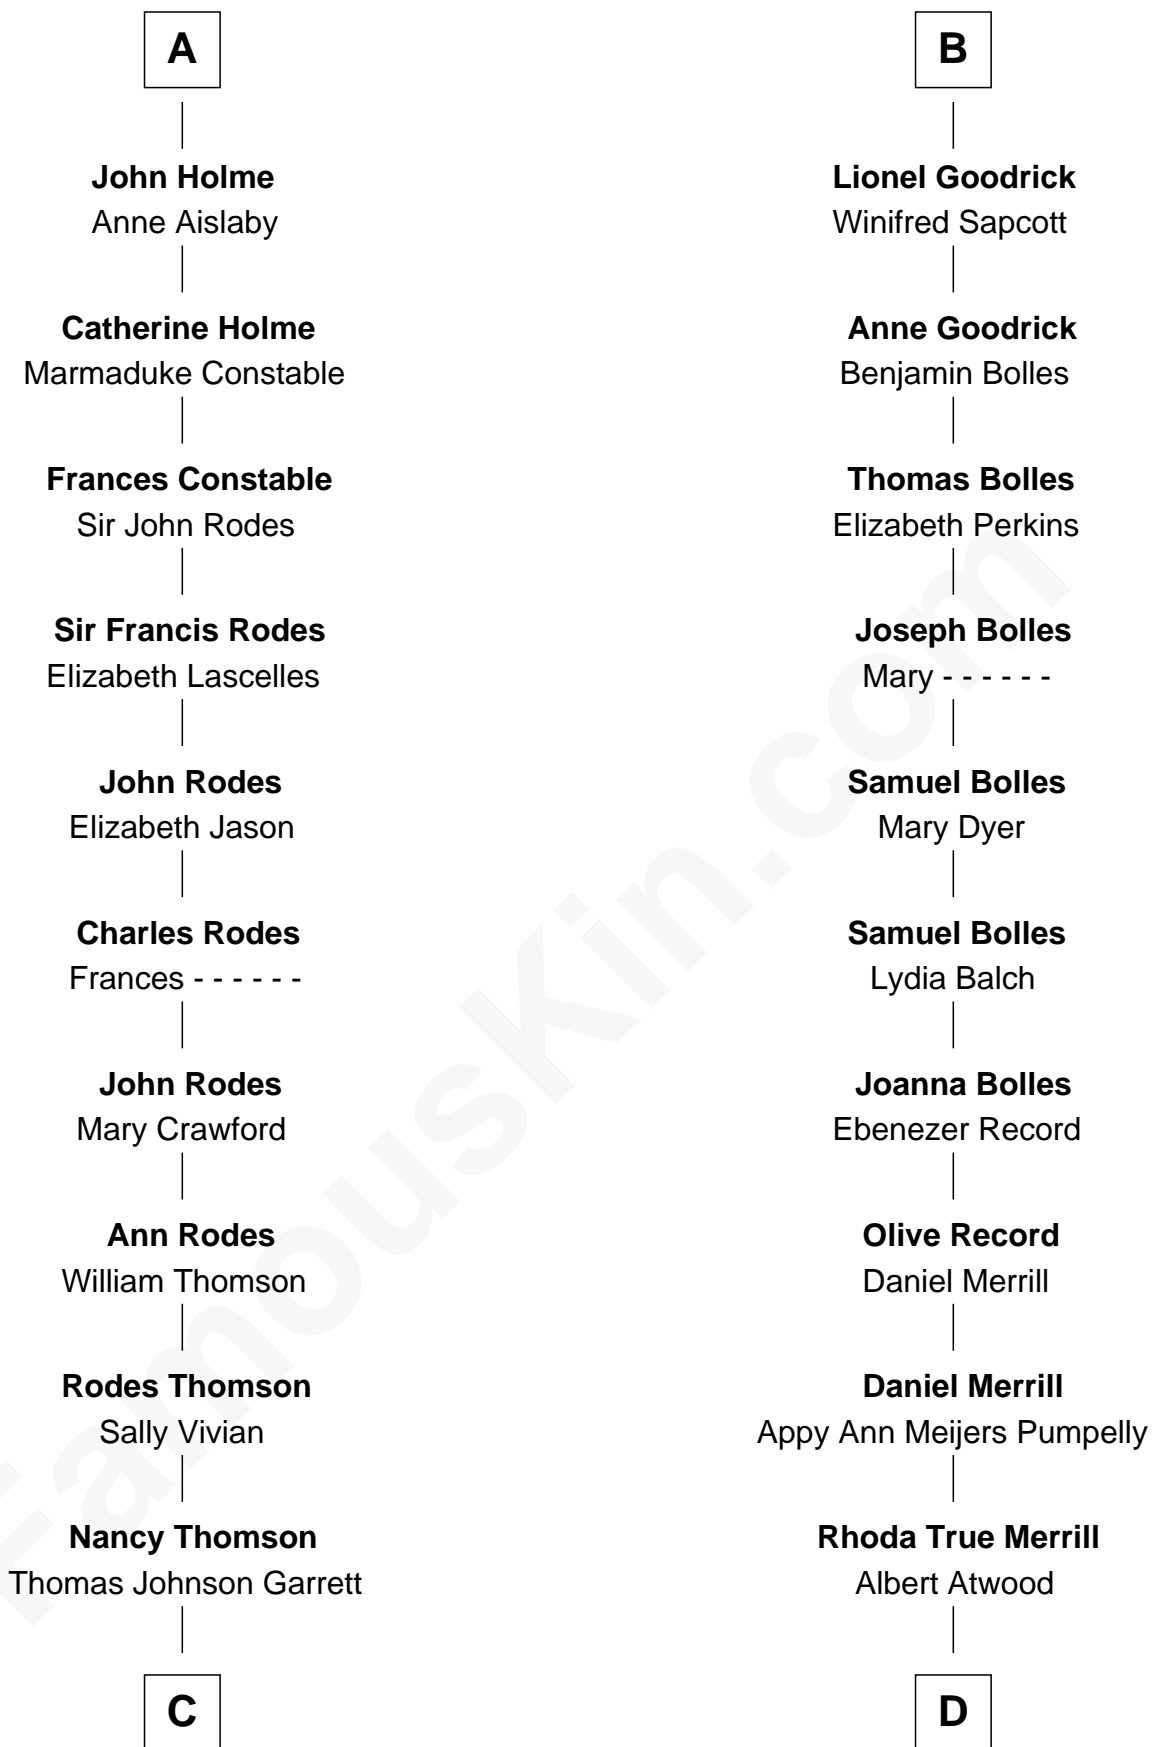 A
John Holme
Anne Aislaby
Catherine Holme
Marmaduke Constable
Frances Constable
Sir John Rodes
Sir Francis Rodes
Elizabeth Lascelles
John Rodes
Elizabeth Jason
Charles Rodes
Frances - - - - - -
John Rodes
Mary Crawford
Ann Rodes
William Thomson
Rodes Thomson
Sally Vivian
Nancy Thomson
Thomas Johnson Garrett
C
B
Lionel Goodrick
Winifred Sapcott
Anne Goodrick
Benjamin Bolles
Thomas Bolles
Elizabeth Perkins
Joseph Bolles
Mary - - - - - -
Samuel Bolles
Mary Dyer
Samuel Bolles
Lydia Balch
Joanna Bolles
Ebenezer Record
Olive Record
Daniel Merrill
Daniel Merrill
Appy Ann Meijers Pumpelly
Rhoda True Merrill
Albert Atwood
D
FamousKin.com